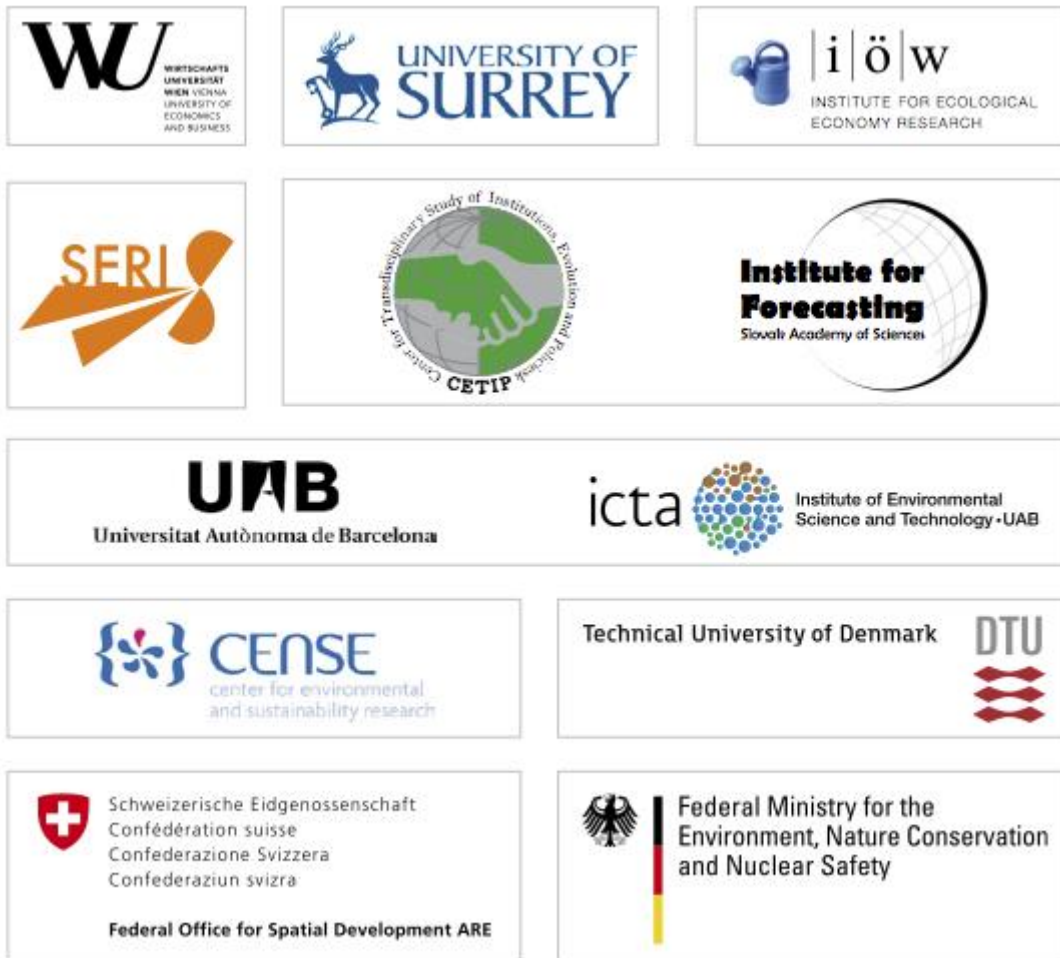 WU
WIRTSCHAFTS
UNIVERSITÄT
WIEN VIENNA
UNIVERSITY OF
ECONOMICS
AND BUSINESS
UNIVERSITY OF
SURREY
|i|ö|w
INSTITUTE FOR ECOLOGICAL
ECONOMY RESEARCH
SERI
Center for Transdisciplinary Study of Institutions, Evolution and Policiesk
CETIP
Institute for
Forecasting
Slovak Academy of Sciences
UAB
Universitat Autònoma de Barcelona
icta
Institute of Environmental
Science and Technology·UAB
CENSE
center for environmental
and sustainability research
Technical University of Denmark
DTU
Schweizerische Eidgenossenschaft
Confédération suisse
Confederazione Svizzera
Confederaziun svizra
Federal Office for Spatial Development ARE
Federal Ministry for the
Environment, Nature Conservation
and Nuclear Safety